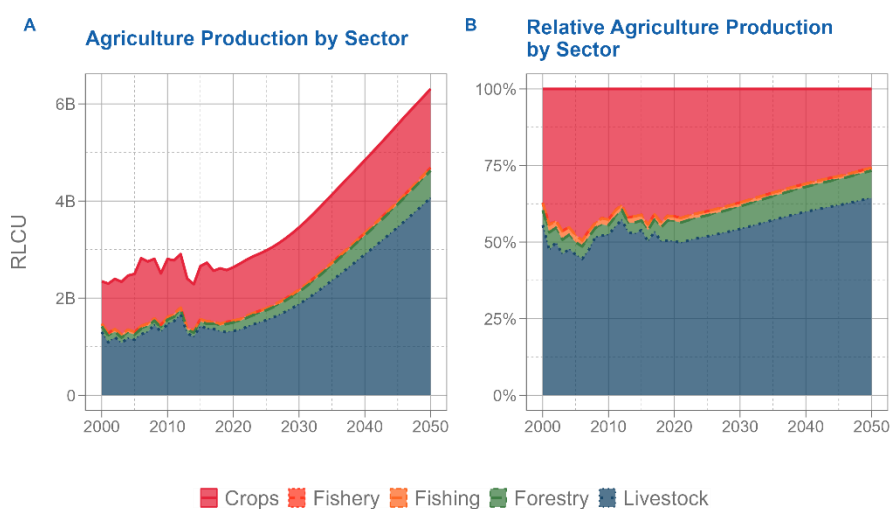 A
Agriculture Production by Sector
RLCU
6B
4B
2B
0
2000 2010 2020 2030 2040 2050
B
Relative Agriculture Production
by Sector
100%
75%
50%
25%
0%
2000 2010 2020 2030 2040 2050
Crops Fishery Fishing Forestry Livestock